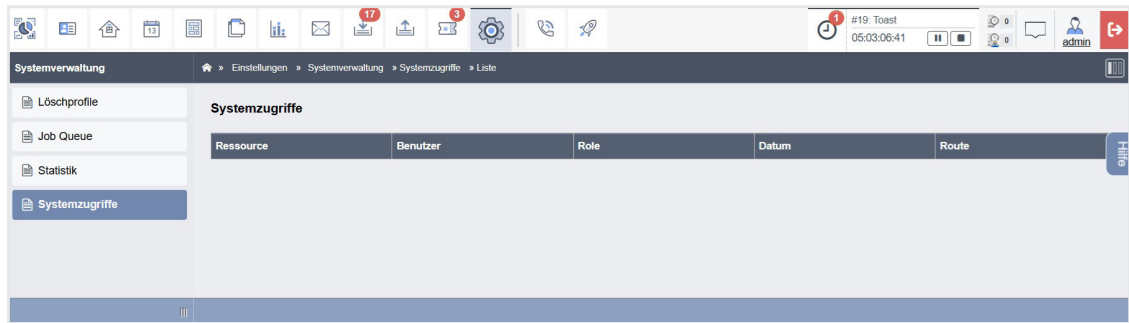 17
3
1
#19: Toast
0
13
05:03:06:41
0
admin
Systemverwaltung
» Einstellungen » Systemverwaltung » Systemzugriffe » Liste
Löschprofile
Systemzugriffe
Job Queue
Ressource Benutzer Role Datum Route
Hilfe
Statistik
Systemzugriffe